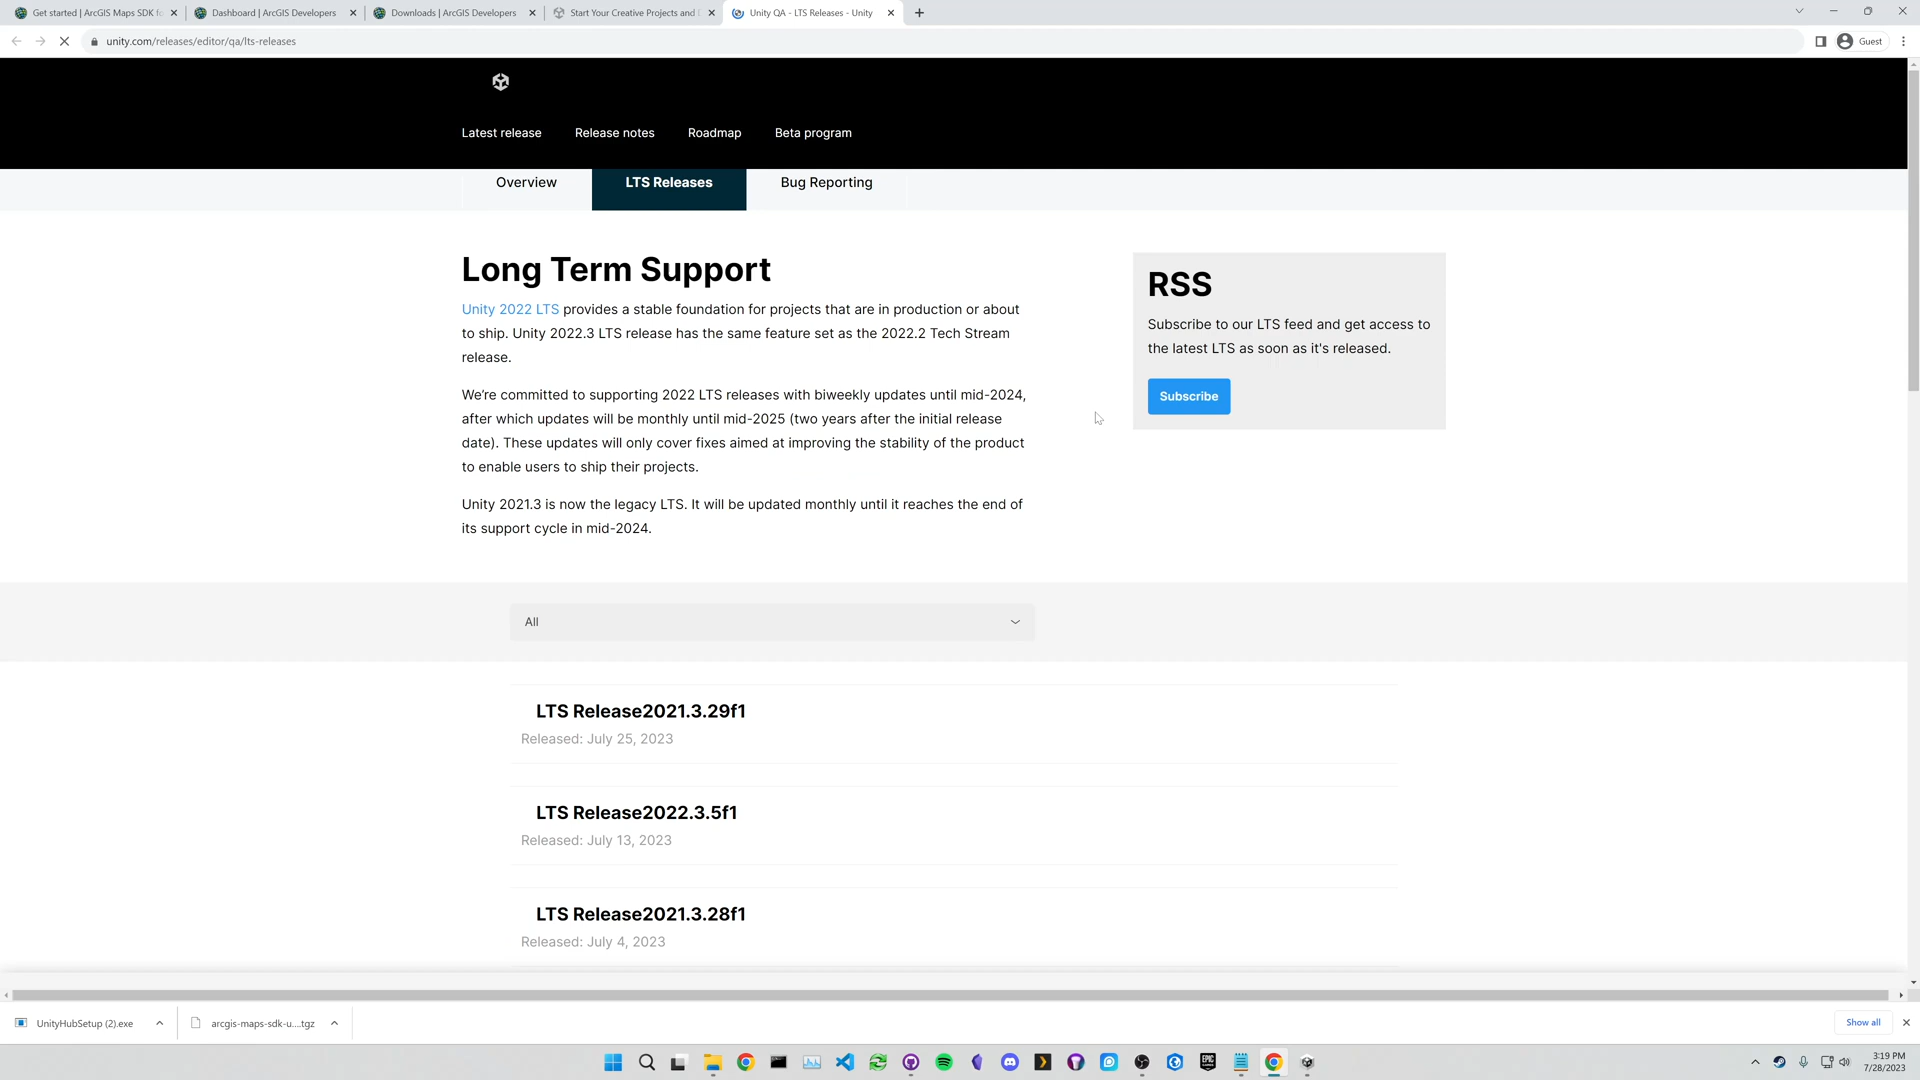 Get started | ArcGIS Maps SDK fo
Dashboard | ArcGIS Developers
Downloads | ArcGIS Developers
Start Your Creative Projects and
Unity QA - LTS Releases - Unity
unity.com/releases/editor/qa/lts-releases
Guest
Latest release
Release notes
Roadmap
Beta program
Overview
LTS Releases
Bug Reporting
Long Term Support
Unity 2022 LTS provides a stable foundation for projects that are in production or about
to ship. Unity 2022.3 LTS release has the same feature set as the 2022.2 Tech Stream
release.
We're committed to supporting 2022 LTS releases with biweekly updates until mid-2024,
after which updates will be monthly until mid-2025 (two years after the initial release
date). These updates will only cover fixes aimed at improving the stability of the product
to enable users to ship their projects.
Unity 2021.3 is now the legacy LTS. It will be updated monthly until it reaches the end of
its support cycle in mid-2024.
RSS
Subscribe to our LTS feed and get access to
the latest LTS as soon as it's released.
Subscribe
All
LTS Release2021.3.29f1
Released: July 25, 2023
LTS Release2022.3.5f1
Released: July 13, 2023
LTS Release2021.3.28f1
Released: July 4, 2023
UnityHubSetup (2).exe
arcgis-maps-sdk-u....tgz
Show all
EPIC
3:19 PM
7/28/2023